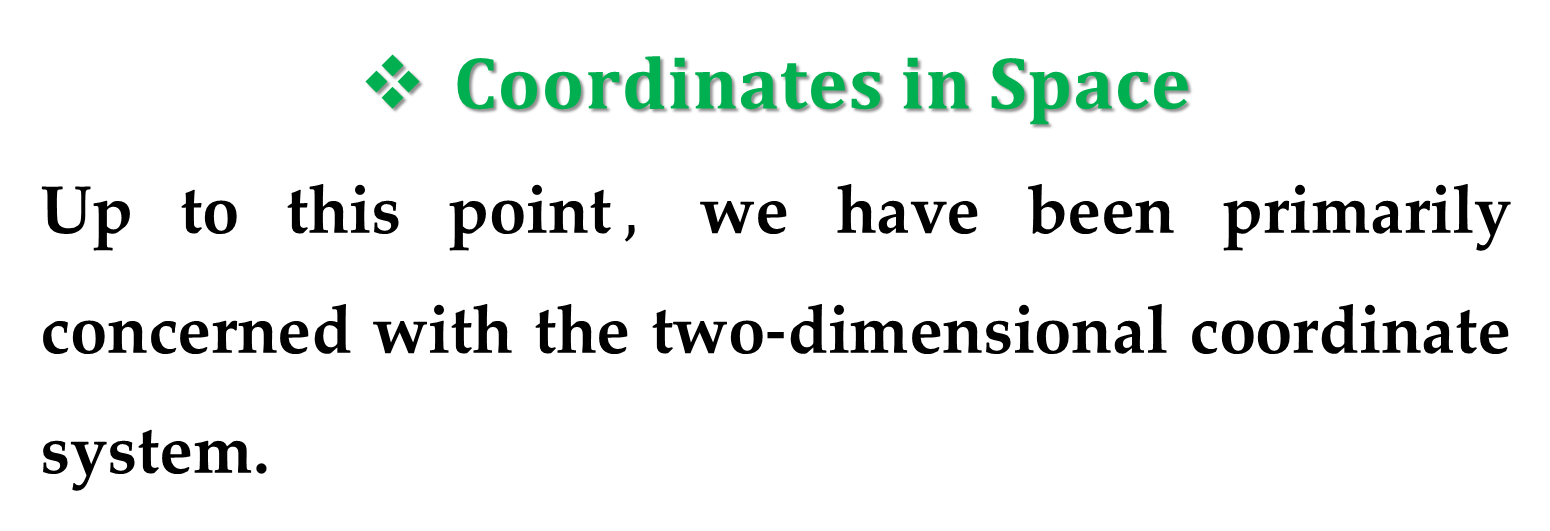 ❖ Coordinates in Space
Up to this point, we have been primarily
concerned with the two-dimensional coordinate
system.